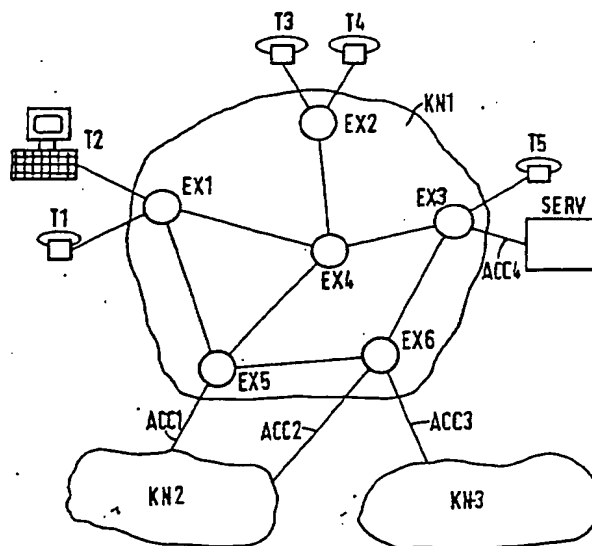 T3
T4
KN1
EX2
T2
T5
EX1
EX3
SERV
T1
ACC4
EX4
EX6
EX5
ACC1
ACC2
ACC3
KN2
KN3